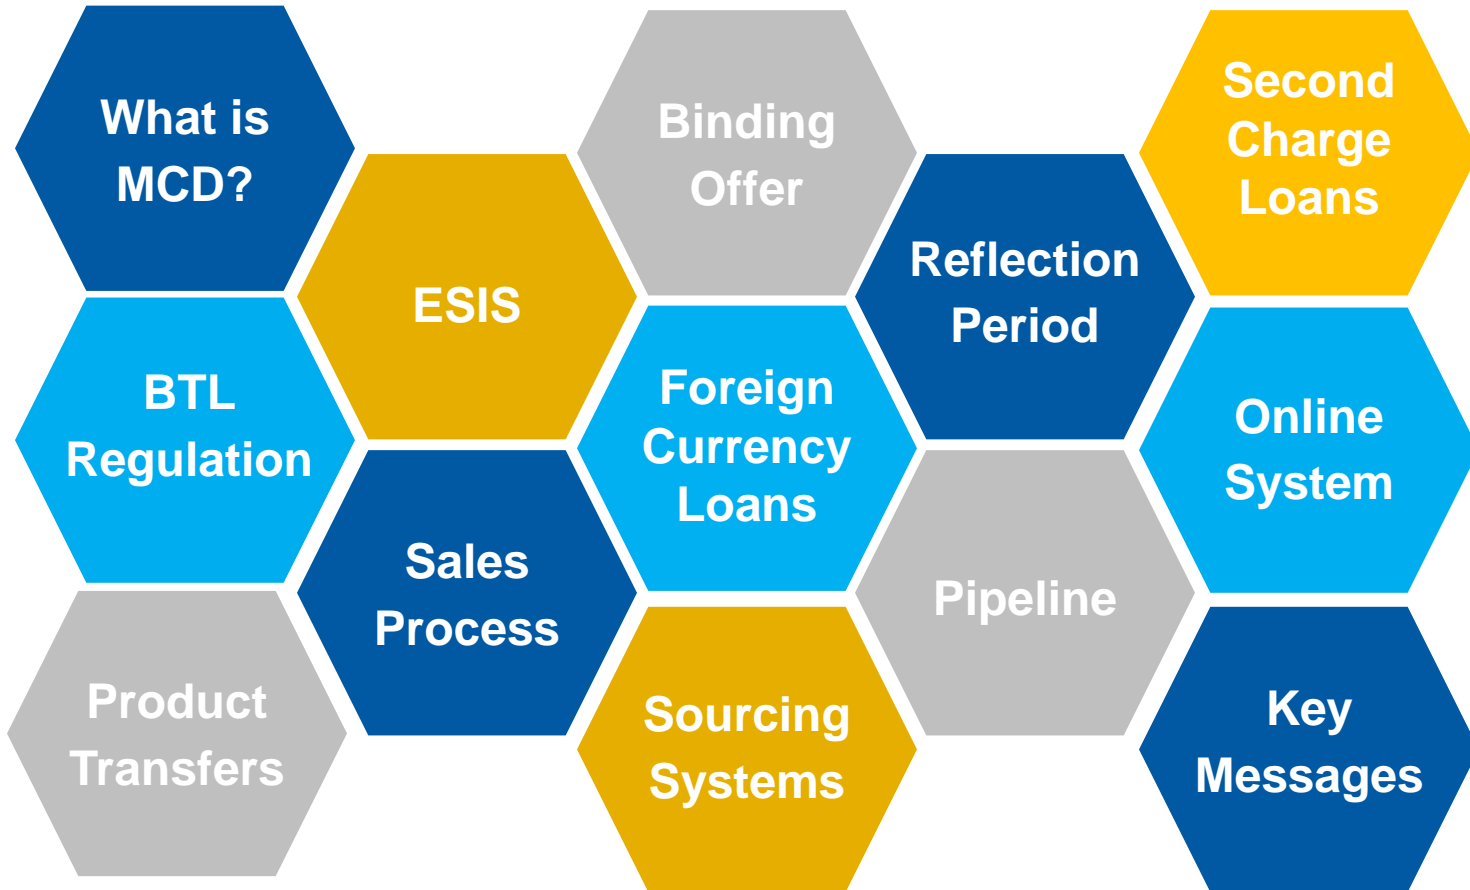 What is
MCD?
BTL
Regulation
Product
Transfers
ESIS
Sales
Process
Binding
Offer
Foreign
Currency
Loans
Sourcing
Systems
Reflection
Period
Pipeline
Second
Charge
Loans
Online
System
Key
Messages